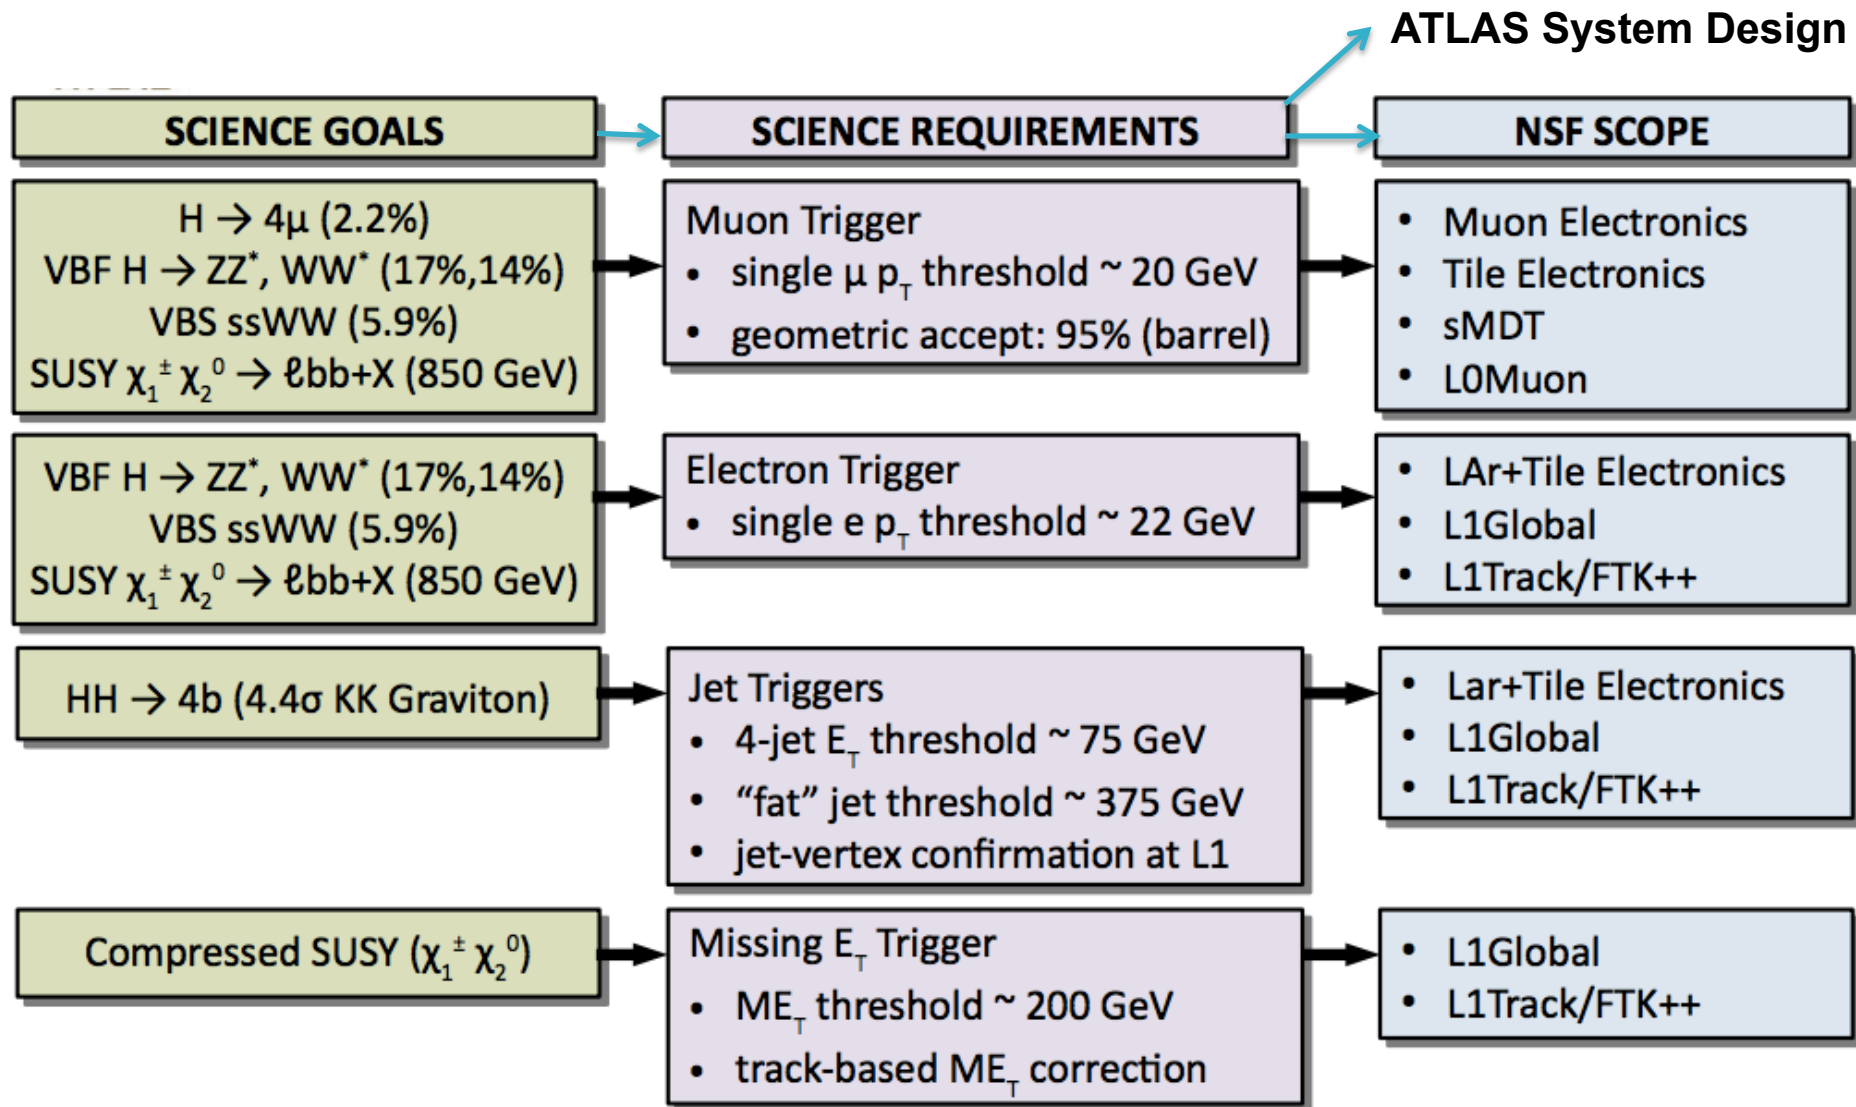 ATLAS System Design
SCIENCE GOALS
SCIENCE REQUIREMENTS
NSF SCOPE
H → 4μ (2.2%)
VBF H → ZZ*, WW* (17%,14%)
VBS ssWW (5.9%)
SUSY χ₁± χ₂⁰ → ℓbb+X (850 GeV)
Muon Trigger
• single μ p_T threshold ~ 20 GeV
• geometric accept: 95% (barrel)
• Muon Electronics
• Tile Electronics
• sMDT
• L0Muon
VBF H → ZZ*, WW* (17%,14%)
VBS ssWW (5.9%)
SUSY χ₁± χ₂⁰ → ℓbb+X (850 GeV)
Electron Trigger
• single e p_T threshold ~ 22 GeV
• LAr+Tile Electronics
• L1Global
• L1Track/FTK++
HH → 4b (4.4σ KK Graviton)
Jet Triggers
• 4-jet E_T threshold ~ 75 GeV
• “fat” jet threshold ~ 375 GeV
• jet-vertex confirmation at L1
• Lar+Tile Electronics
• L1Global
• L1Track/FTK++
Compressed SUSY (χ₁± χ₂⁰)
Missing E_T Trigger
• ME_T threshold ~ 200 GeV
• track-based ME_T correction
• L1Global
• L1Track/FTK++